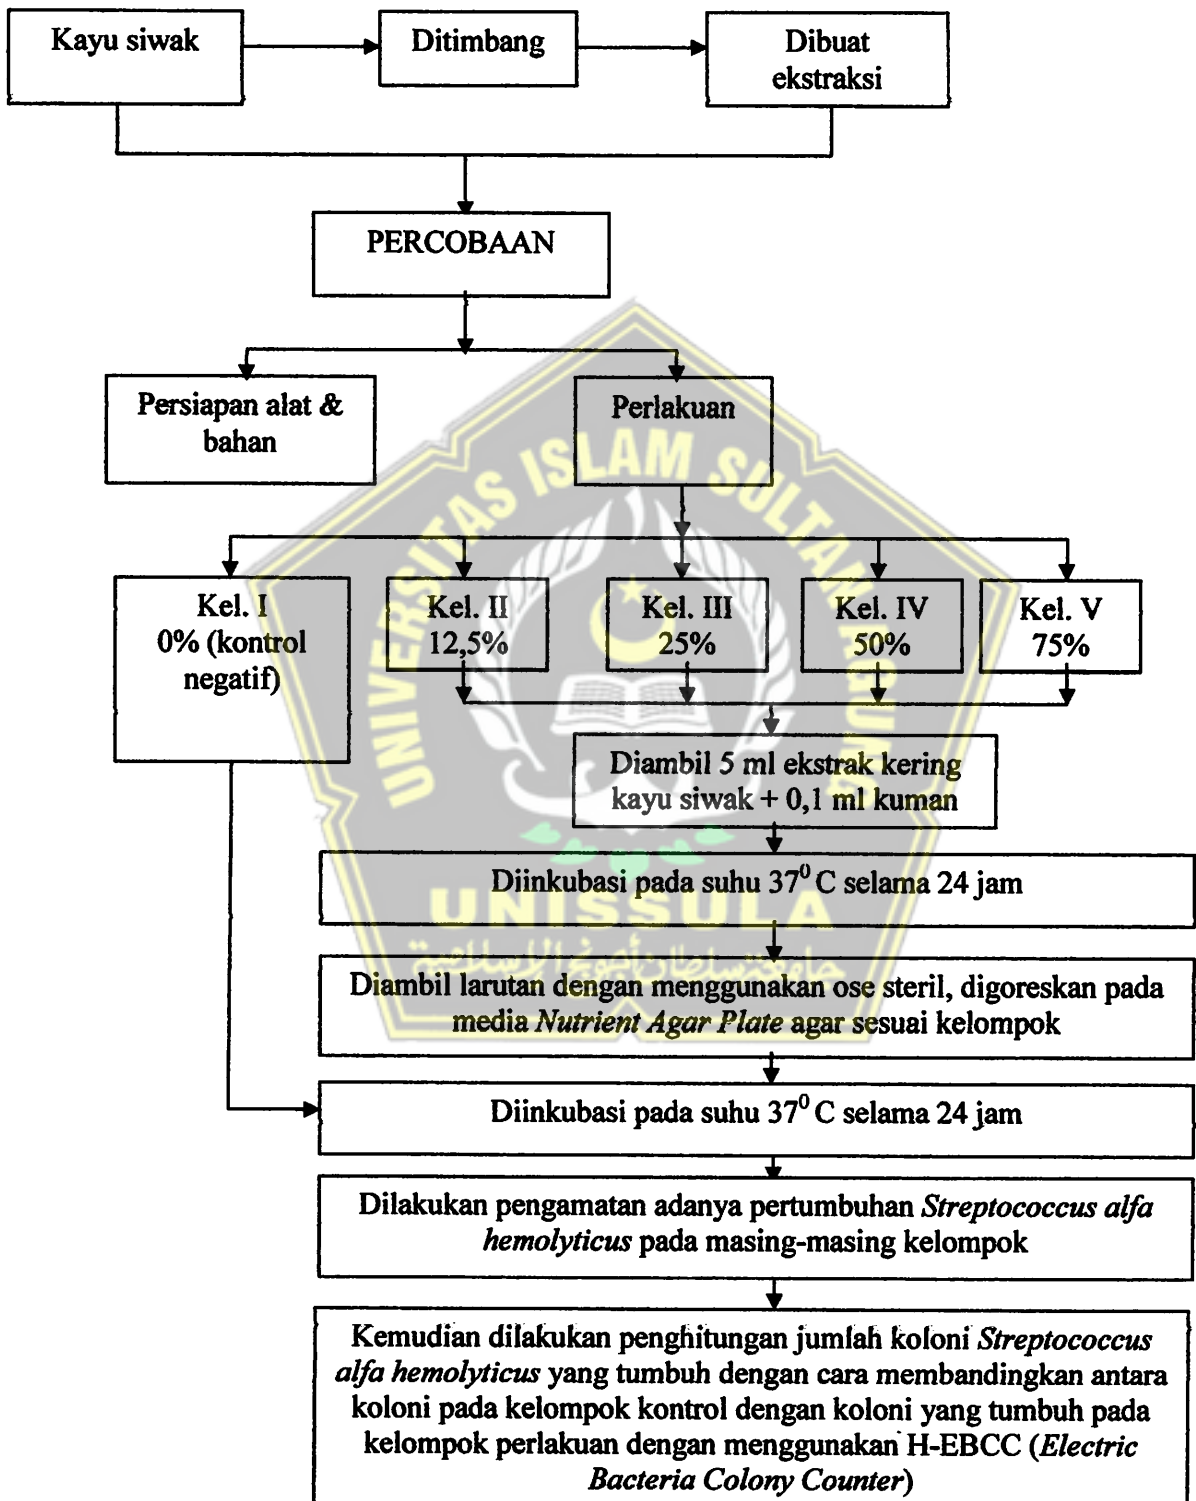 Kayu siwak
Ditimbang
Dibuat
ekstraksi
PERCOBAAN
Persiapan alat &
bahan
Perlakuan
UNIVERSITAS ISLAM SULTAN AGUNG
Kel. I
0% (kontrol
negatif)
Kel. II
12,5%
Kel. III
25%
Kel. IV
50%
Kel. V
75%
Diambil 5 ml ekstrak kering
kayu siwak + 0,1 ml kuman
Diinkubasi pada suhu 37⁰ C selama 24 jam
UNISSULA
جامعة سلطان أجونج الإسلامية
Diambil larutan dengan menggunakan ose steril, digoreskan pada
media Nutrient Agar Plate agar sesuai kelompok
Diinkubasi pada suhu 37⁰ C selama 24 jam
Dilakukan pengamatan adanya pertumbuhan Streptococcus alfa
hemolyticus pada masing-masing kelompok
Kemudian dilakukan penghitungan jumlah koloni Streptococcus
alfa hemolyticus yang tumbuh dengan cara membandingkan antara
koloni pada kelompok kontrol dengan koloni yang tumbuh pada
kelompok perlakuan dengan menggunakan H-EBCC (Electric
Bacteria Colony Counter)